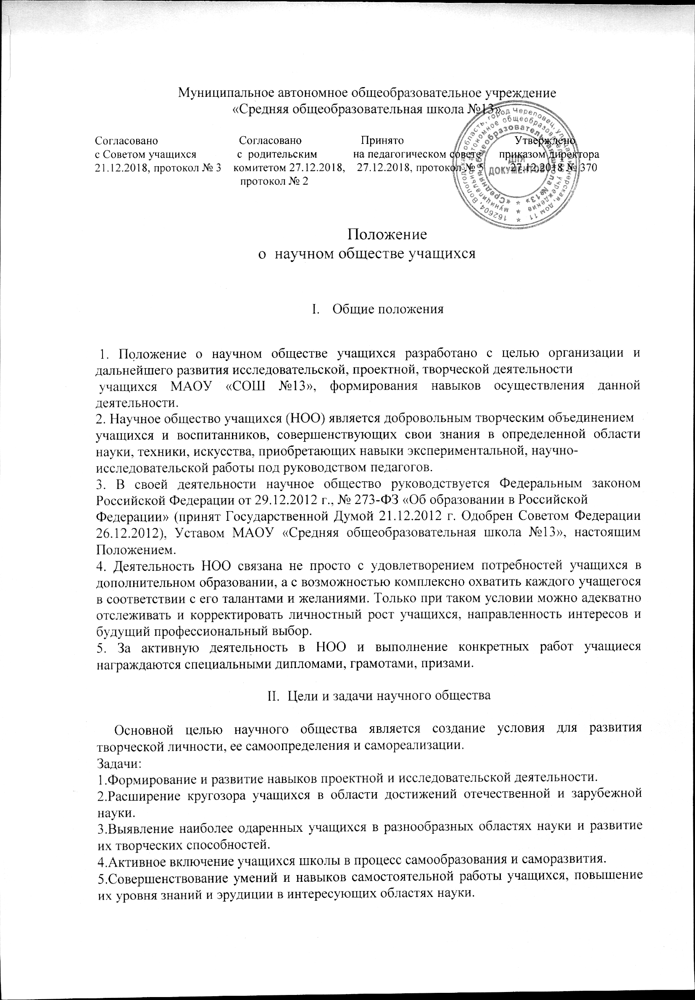 Муниципальное автономное общеобразовательное учреждение
«Средняя общеобразовательная школа №13»
Согласовано Согласовано Принято Утверждено
с Советом учащихся с родительским на педагогическом совете приказом директора
21.12.2018, протокол № 3 комитетом 27.12.2018, 27.12.2018, протокол № 5 27.12.2018 № 370
протокол № 2
162604, Вологодская область, город Череповец, улица Пионерская, дом 11
муниципальное автономное общеобразовательное учреждение
«Средняя общеобразовательная школа №13»
ДЛЯ
ДОКУМЕНТОВ
Положение
о научном обществе учащихся
I. Общие положения
1. Положение о научном обществе учащихся разработано с целью организации и
дальнейшего развития исследовательской, проектной, творческой деятельности
учащихся МАОУ «СОШ №13», формирования навыков осуществления данной
деятельности.
2. Научное общество учащихся (НОО) является добровольным творческим объединением
учащихся и воспитанников, совершенствующих свои знания в определенной области
науки, техники, искусства, приобретающих навыки экспериментальной, научно-
исследовательской работы под руководством педагогов.
3. В своей деятельности научное общество руководствуется Федеральным законом
Российской Федерации от 29.12.2012 г., № 273-ФЗ «Об образовании в Российской
Федерации» (принят Государственной Думой 21.12.2012 г. Одобрен Советом Федерации
26.12.2012), Уставом МАОУ «Средняя общеобразовательная школа №13», настоящим
Положением.
4. Деятельность НОО связана не просто с удовлетворением потребностей учащихся в
дополнительном образовании, а с возможностью комплексно охватить каждого учащегося
в соответствии с его талантами и желаниями. Только при таком условии можно адекватно
отслеживать и корректировать личностный рост учащихся, направленность интересов и
будущий профессиональный выбор.
5. За активную деятельность в НОО и выполнение конкретных работ учащиеся
награждаются специальными дипломами, грамотами, призами.
II. Цели и задачи научного общества
Основной целью научного общества является создание условия для развития
творческой личности, ее самоопределения и самореализации.
Задачи:
1.Формирование и развитие навыков проектной и исследовательской деятельности.
2.Расширение кругозора учащихся в области достижений отечественной и зарубежной
науки.
3.Выявление наиболее одаренных учащихся в разнообразных областях науки и развитие
их творческих способностей.
4.Активное включение учащихся школы в процесс самообразования и саморазвития.
5.Совершенствование умений и навыков самостоятельной работы учащихся, повышение
их уровня знаний и эрудиции в интересующих областях науки.